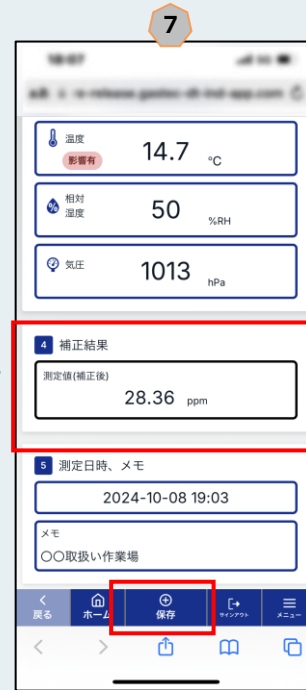 7
温度
影響有
14.7 °C
相対
湿度
50 %RH
気圧
1013 hPa
4 補正結果
測定値(補正後)
28.36 ppm
5 測定日時、メモ
2024-10-08 19:03
メモ
〇〇取扱い作業場
戻る ホーム 保存 サインアウト メニュー